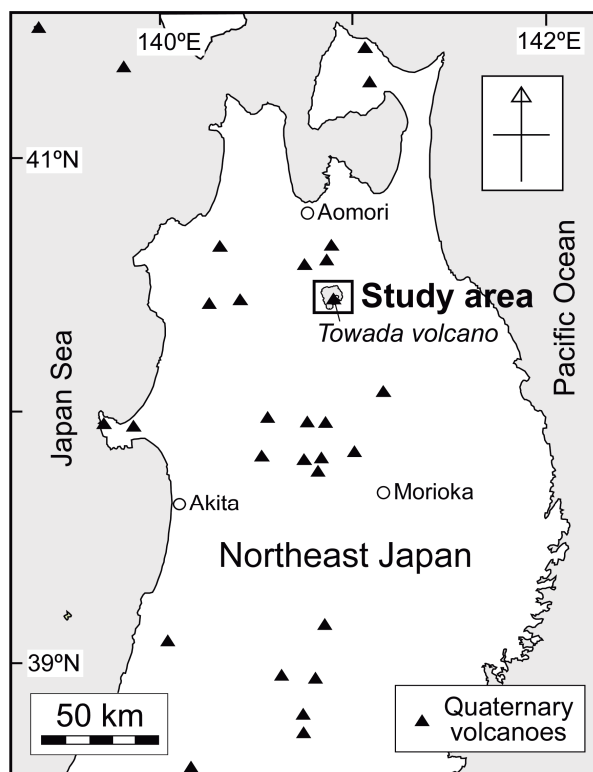 140ºE
142ºE
41ºN
Aomori
Study area
Towada volcano
Pacific Ocean
Japan Sea
Akita
Morioka
Northeast Japan
39ºN
50 km
Quaternary
volcanoes